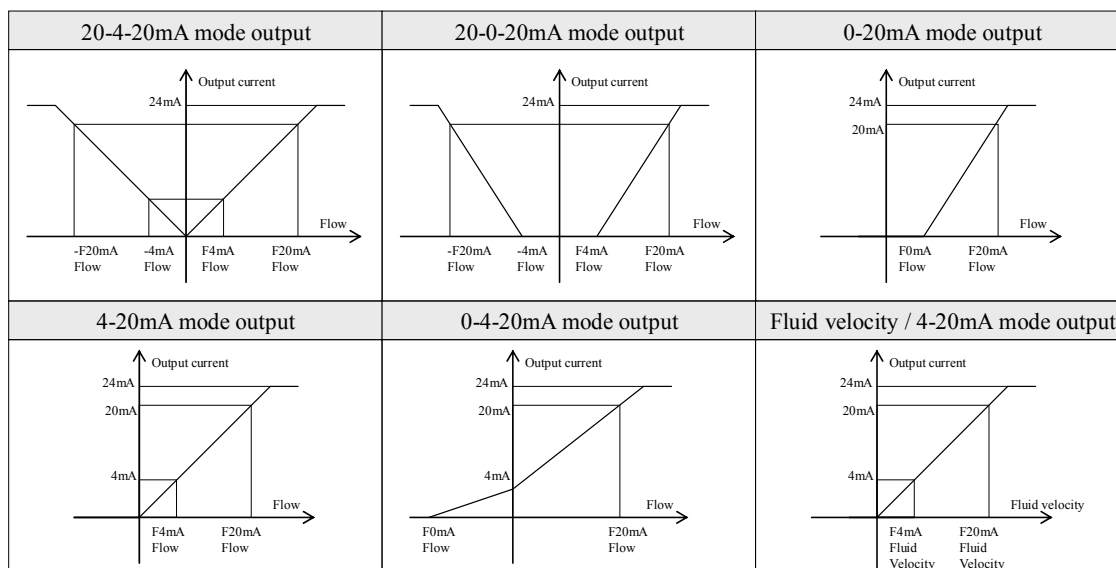 20-4-20mA mode output
Output current
24mA
Flow
-F20mA
Flow
-4mA
Flow
F4mA
Flow
F20mA
Flow
20-0-20mA mode output
Output current
24mA
Flow
-F20mA
Flow
-4mA
Flow
F4mA
Flow
F20mA
Flow
0-20mA mode output
Output current
24mA
20mA
Flow
F0mA
Flow
F20mA
Flow
4-20mA mode output
Output current
24mA
20mA
4mA
Flow
F4mA
Flow
F20mA
Flow
0-4-20mA mode output
Output current
24mA
20mA
4mA
Flow
F0mA
Flow
F20mA
Flow
Fluid velocity / 4-20mA mode output
Output current
24mA
20mA
4mA
Fluid velocity
F4mA
Fluid
Velocity
F20mA
Fluid
Velocity